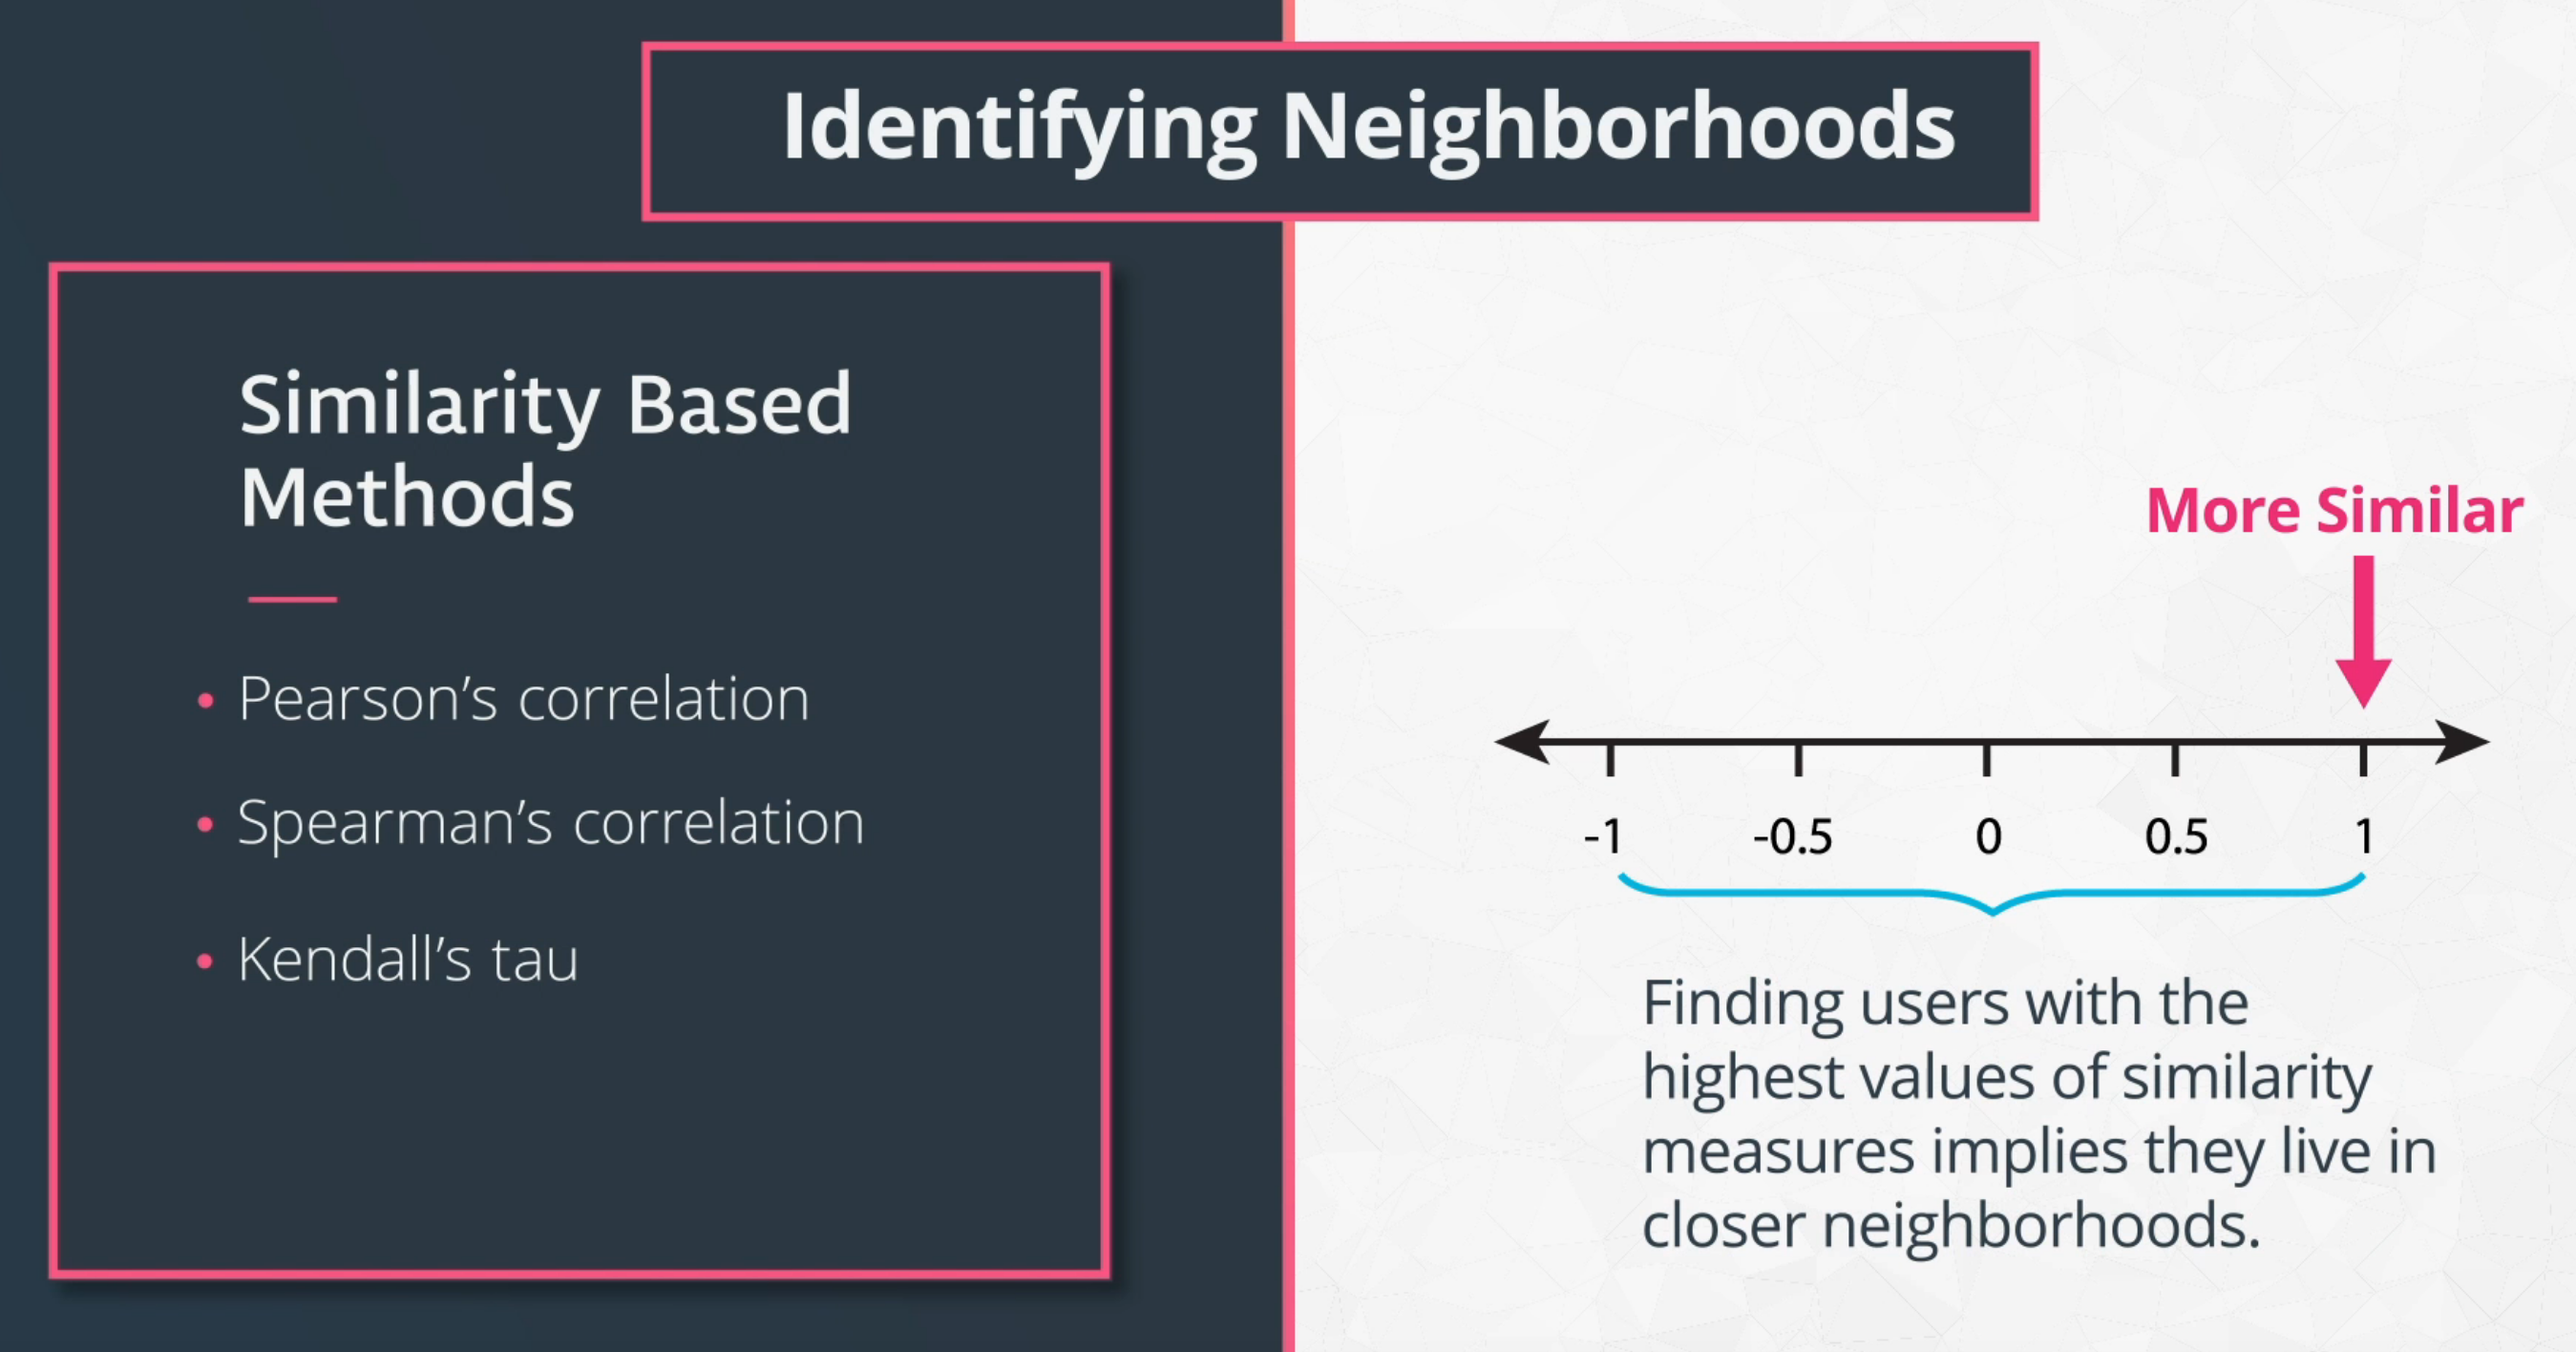 Identifying Neighborhoods
Similarity Based
Methods
• Pearson’s correlation
• Spearman’s correlation
• Kendall’s tau
More Similar
-1 -0.5 0 0.5 1
Finding users with the
highest values of similarity
measures implies they live in
closer neighborhoods.